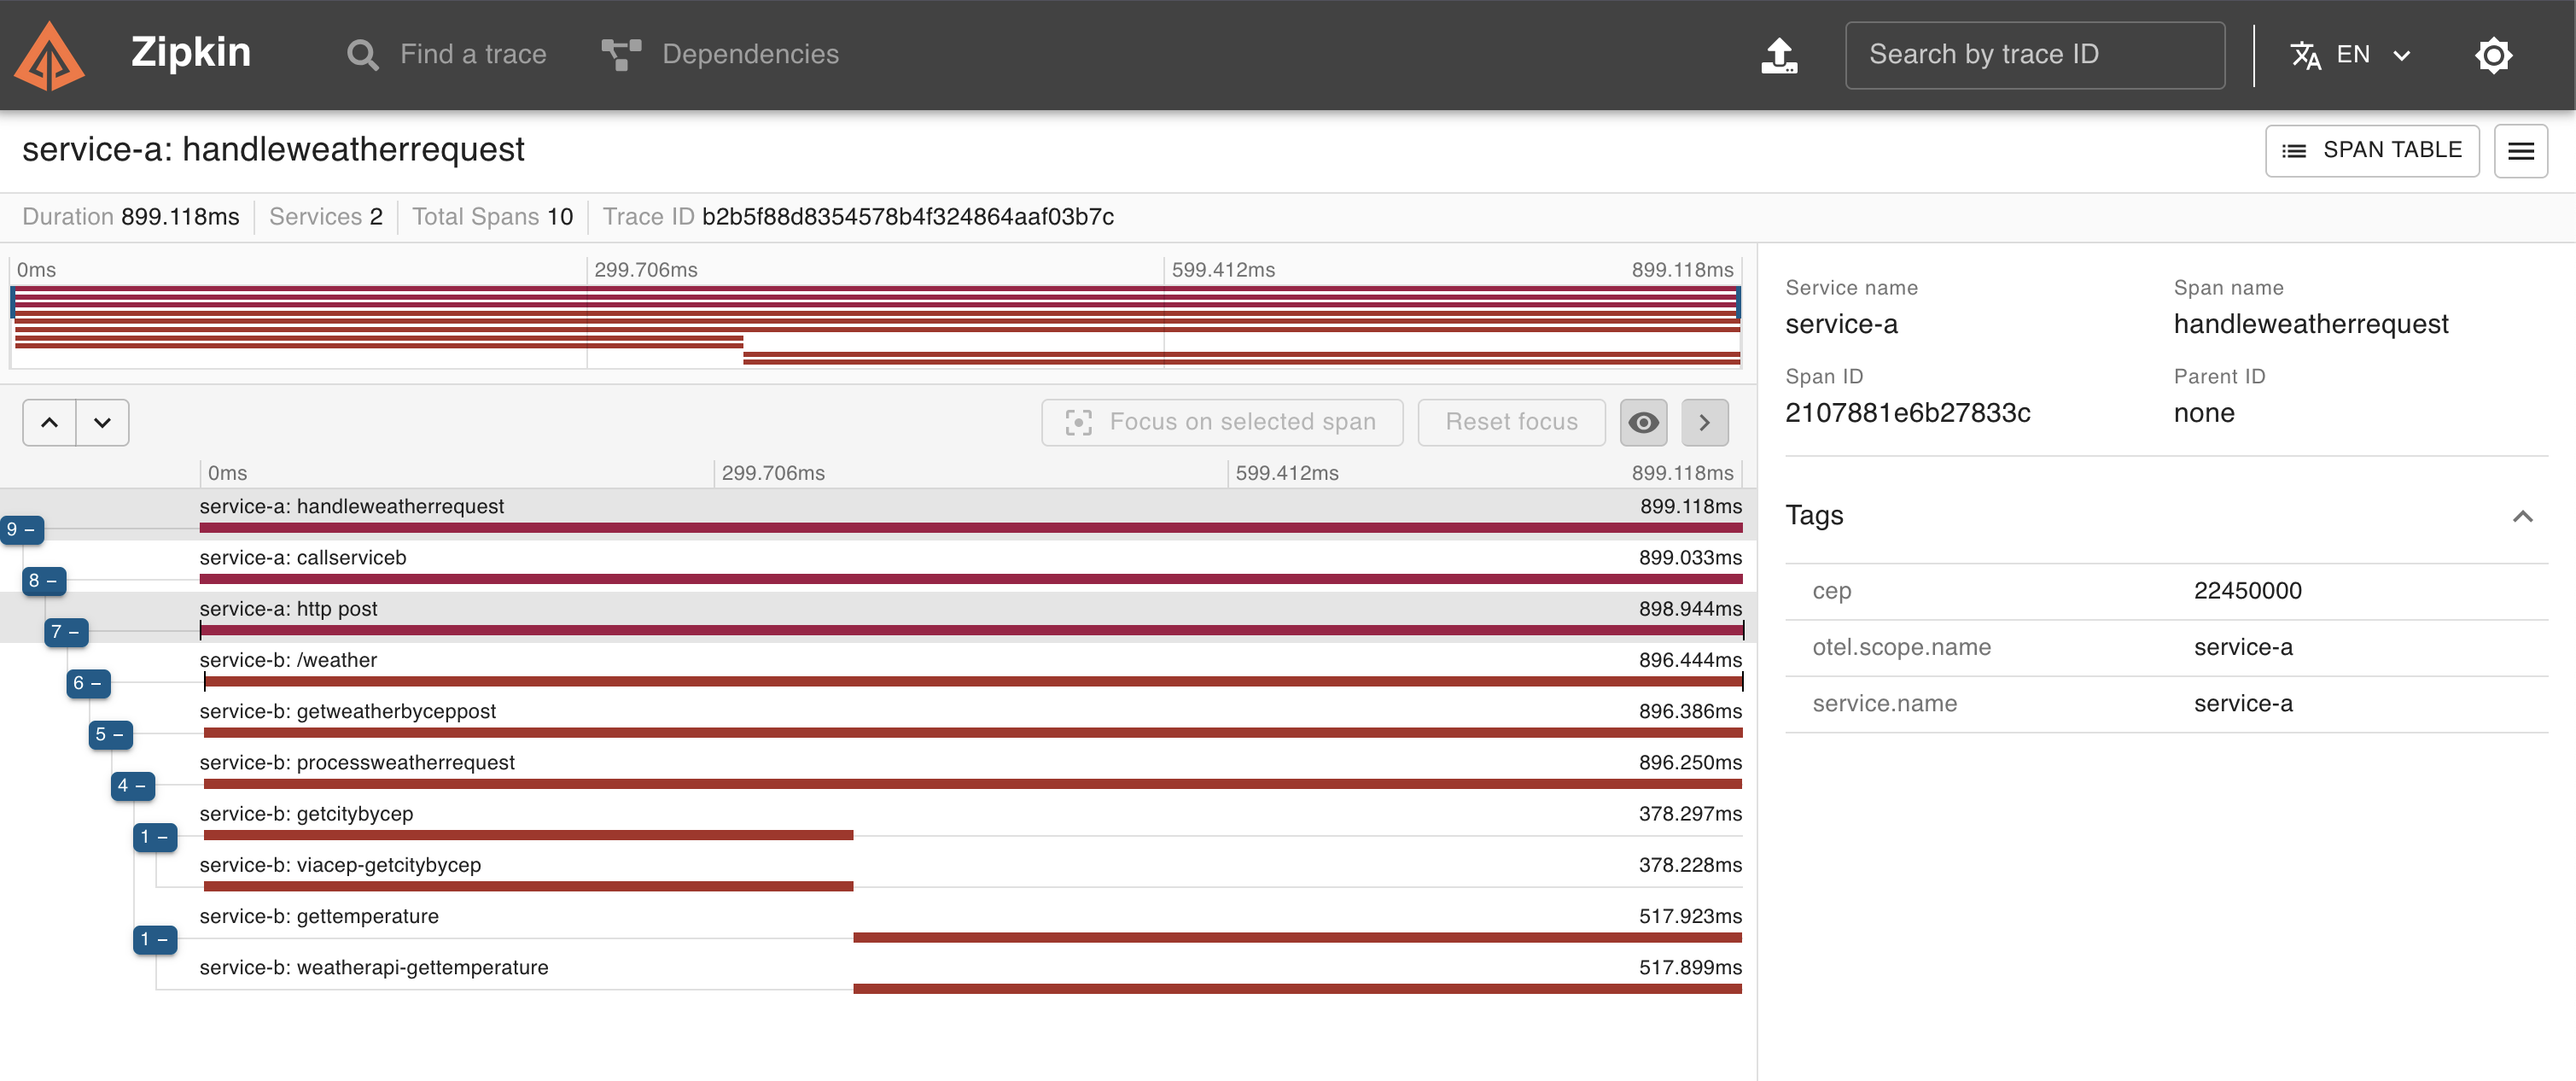 Zipkin Find a trace Dependencies Search by trace ID EN
service-a: handleweatherrequest SPAN TABLE
Duration 899.118ms Services 2 Total Spans 10 Trace ID b2b5f88d8354578b4f324864aaf03b7c
0ms 299.706ms 599.412ms 899.118ms
Focus on selected span Reset focus
0ms 299.706ms 599.412ms 899.118ms
service-a: handleweatherrequest 899.118ms
9 –
service-a: callserviceb 899.033ms
8 –
service-a: http post 898.944ms
7 –
service-b: /weather 896.444ms
6 –
service-b: getweatherbyceppost 896.386ms
5 –
service-b: processweatherrequest 896.250ms
4 –
service-b: getcitybycep 378.297ms
1 –
service-b: viacep-getcitybycep 378.228ms
service-b: gettemperature 517.923ms
1 –
service-b: weatherapi-gettemperature 517.899ms
Service name Span name
service-a handleweatherrequest
Span ID Parent ID
2107881e6b27833c none
Tags
cep 22450000
otel.scope.name service-a
service.name service-a